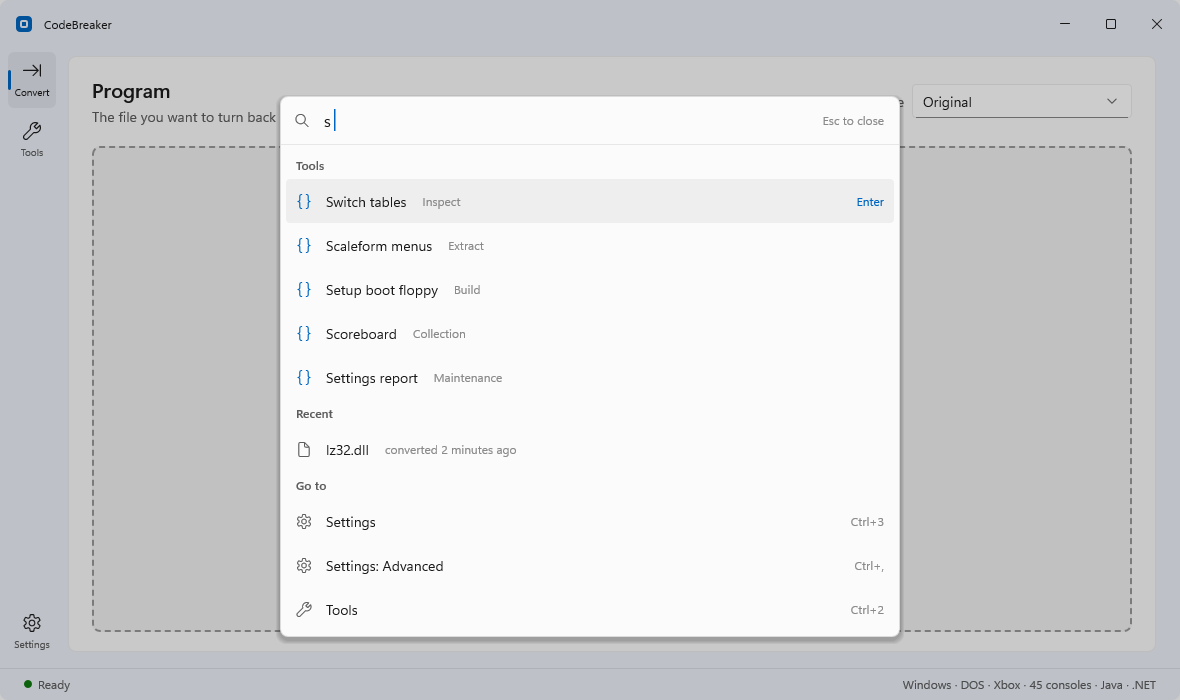 CodeBreaker
Convert
Tools
Program
The file you want to turn back
Original
s
Esc to close
Tools
Switch tables Inspect Enter
Scaleform menus Extract
Setup boot floppy Build
Scoreboard Collection
Settings report Maintenance
Recent
lz32.dll converted 2 minutes ago
Go to
Settings Ctrl+3
Settings: Advanced Ctrl+,
Tools Ctrl+2
Settings
Ready
Windows · DOS · Xbox · 45 consoles · Java · .NET